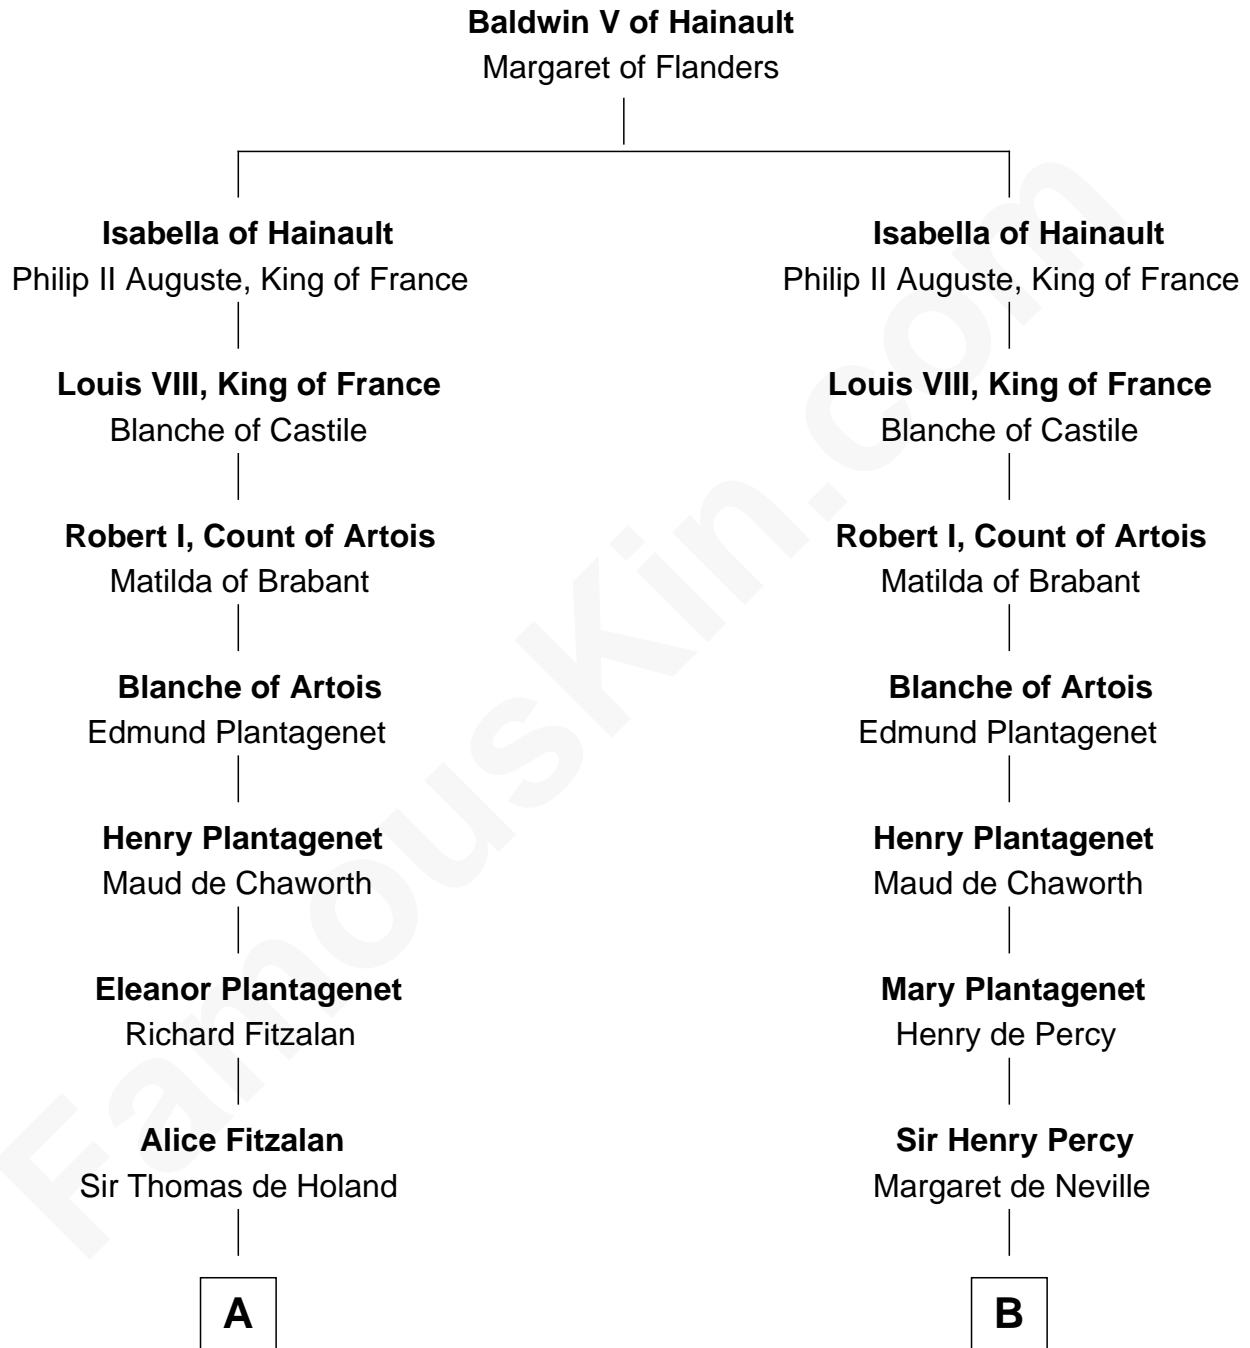 Baldwin V of Hainault
Margaret of Flanders
Isabella of Hainault
Philip II Auguste, King of France
Louis VIII, King of France
Blanche of Castile
Robert I, Count of Artois
Matilda of Brabant
Blanche of Artois
Edmund Plantagenet
Henry Plantagenet
Maud de Chaworth
Eleanor Plantagenet
Richard Fitzalan
Alice Fitzalan
Sir Thomas de Holand
A
Isabella of Hainault
Philip II Auguste, King of France
Louis VIII, King of France
Blanche of Castile
Robert I, Count of Artois
Matilda of Brabant
Blanche of Artois
Edmund Plantagenet
Henry Plantagenet
Maud de Chaworth
Mary Plantagenet
Henry de Percy
Sir Henry Percy
Margaret de Neville
B
FamousKin.com